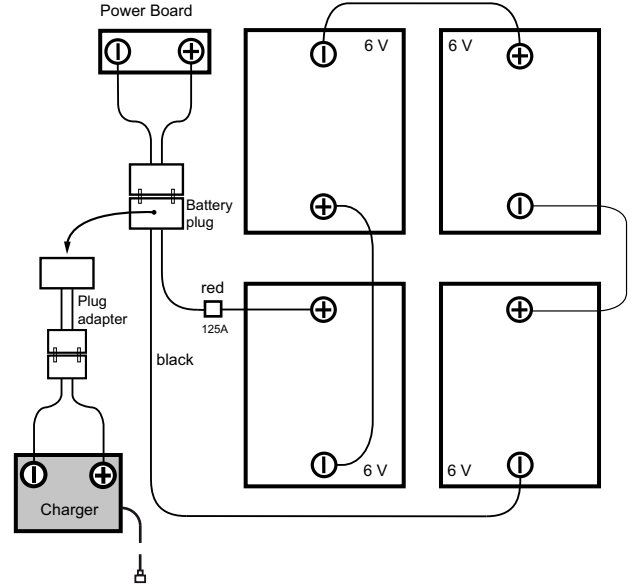 Power Board
6 V
6 V
Battery
plug
red
125A
Plug
adapter
black
6 V
6 V
Charger